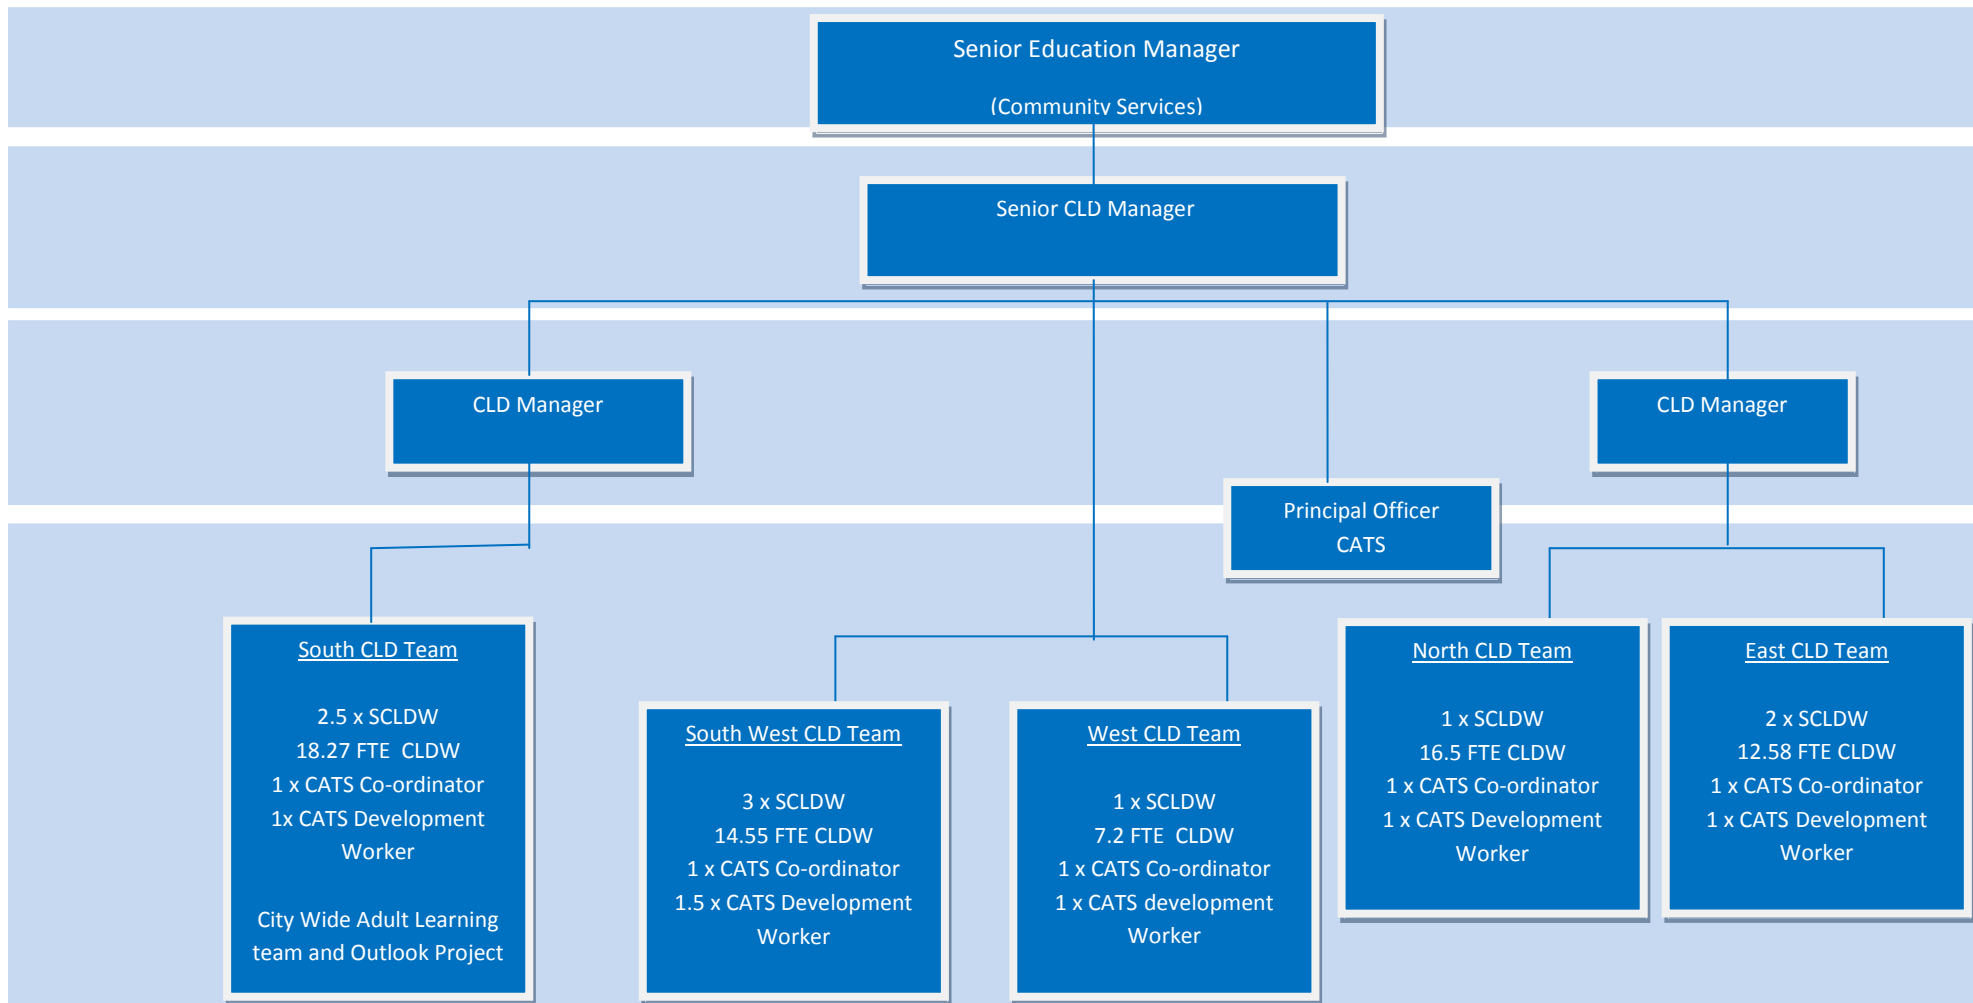 Senior Education Manager
(Community Services)
Senior CLD Manager
CLD Manager
CLD Manager
Principal Officer
CATS
South CLD Team
2.5 x SCLDW
18.27 FTE  CLDW
1 x CATS Co-ordinator
1x CATS Development
Worker
City Wide Adult Learning
team and Outlook Project
South West CLD Team
3 x SCLDW
14.55 FTE CLDW
1 x CATS Co-ordinator
1.5 x CATS Development
Worker
West CLD Team
1 x SCLDW
7.2 FTE  CLDW
1 x CATS Co-ordinator
1 x CATS development
Worker
North CLD Team
1 x SCLDW
16.5 FTE CLDW
1 x CATS Co-ordinator
1 x CATS Development
Worker
East CLD Team
2 x SCLDW
12.58 FTE CLDW
1 x CATS Co-ordinator
1 x CATS Development
Worker